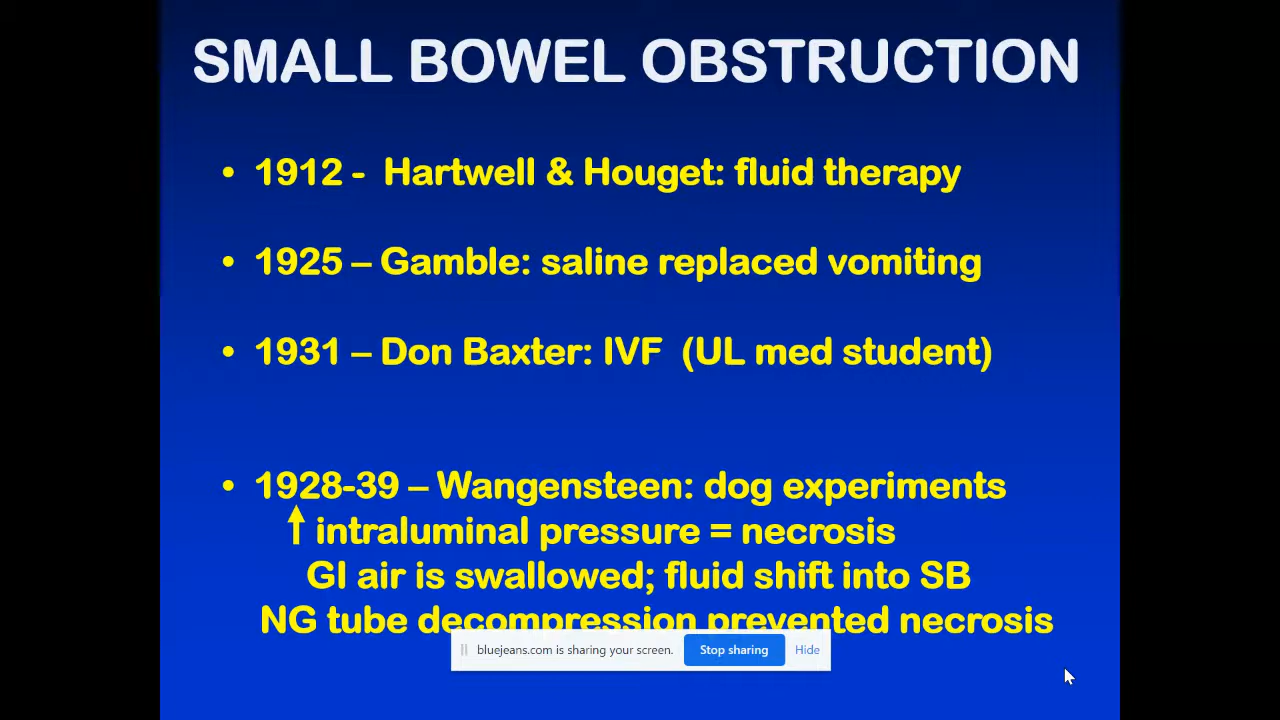 SMALL BOWEL OBSTRUCTION
• 1912 - Hartwell & Houget: fluid therapy
• 1925 – Gamble: saline replaced vomiting
• 1931 – Don Baxter: IVF (UL med student)
• 1928-39 – Wangensteen: dog experiments
↑ intraluminal pressure = necrosis
GI air is swallowed; fluid shift into SB
NG tube decompression prevented necrosis
bluejeans.com is sharing your screen. Stop sharing Hide